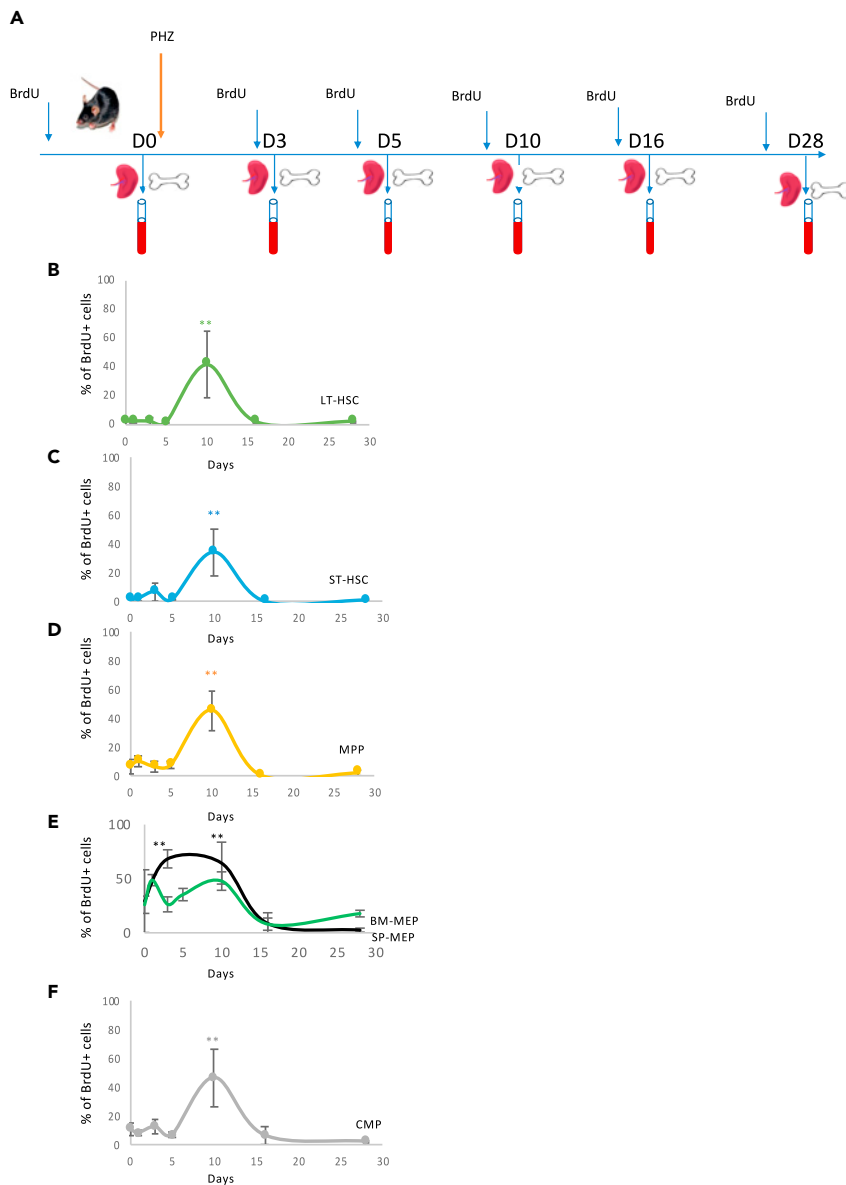 A
PHZ
BrdU BrdU BrdU BrdU BrdU BrdU
D0 D3 D5 D10 D16 D28
B
% of BrdU+ cells
100
80
60
**
40
LT-HSC
20
0
0 5 10 15 20 25 30
Days
C
% of BrdU+ cells
100
80
60
**
40
ST-HSC
20
0
0 5 10 15 20 25 30
Days
D
% of BrdU+ cells
100
80
**
60
40
MPP
20
0
0 5 10 15 20 25 30
Days
E
% of BrdU+ cells
100
** **
50
BM-MEP
0
SP-MEP
0 5 10 15 20 25 30
Days
F
% of BrdU+ cells
100
80
**
60
40
20
CMP
0
0 5 10 15 20 25 30
Days